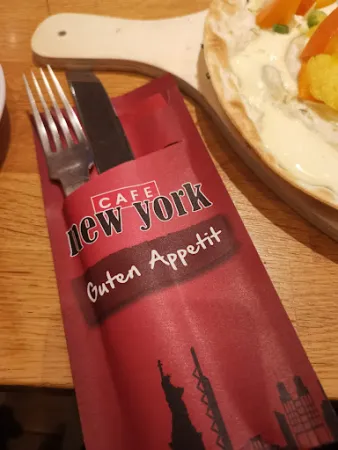 CAFE
new york
Guten Appetit